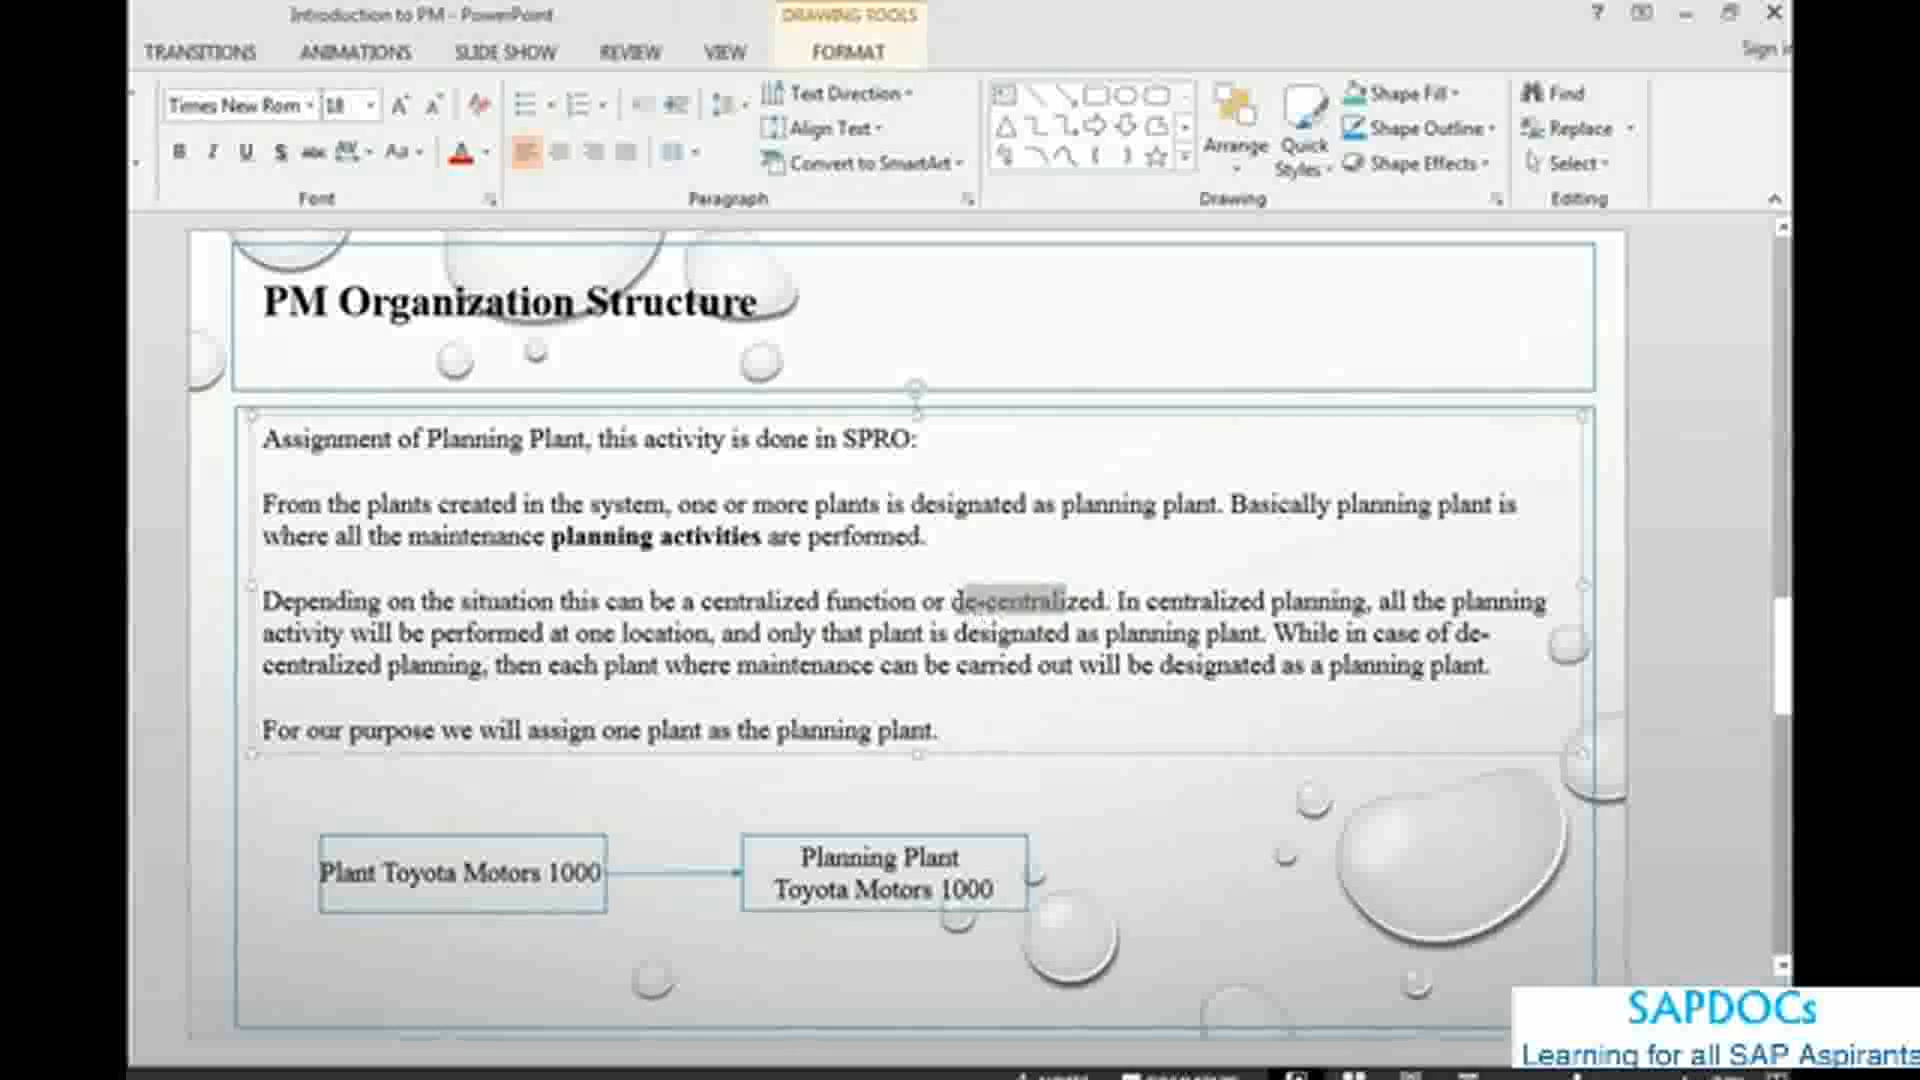 Introduction to PM - PowerPoint
DRAWING TOOLS
?
TRANSITIONS
ANIMATIONS
SLIDE SHOW
REVIEW
VIEW
FORMAT
Sign i
Times New Rom
18
Text Direction
Align Text
Convert to SmartArt
B I U S abc AV Aa A
Arrange
Quick
Styles
Shape Fill
Shape Outline
Shape Effects
Find
Replace
Select
Font
Paragraph
Drawing
Editing
PM Organization Structure
Assignment of Planning Plant, this activity is done in SPRO:
From the plants created in the system, one or more plants is designated as planning plant. Basically planning plant is
where all the maintenance planning activities are performed.
Depending on the situation this can be a centralized function or de-centralized. In centralized planning, all the planning
activity will be performed at one location, and only that plant is designated as planning plant. While in case of de-
centralized planning, then each plant where maintenance can be carried out will be designated as a planning plant.
For our purpose we will assign one plant as the planning plant.
Plant Toyota Motors 1000
Planning Plant
Toyota Motors 1000
SAPDOCs
Learning for all SAP Aspirants